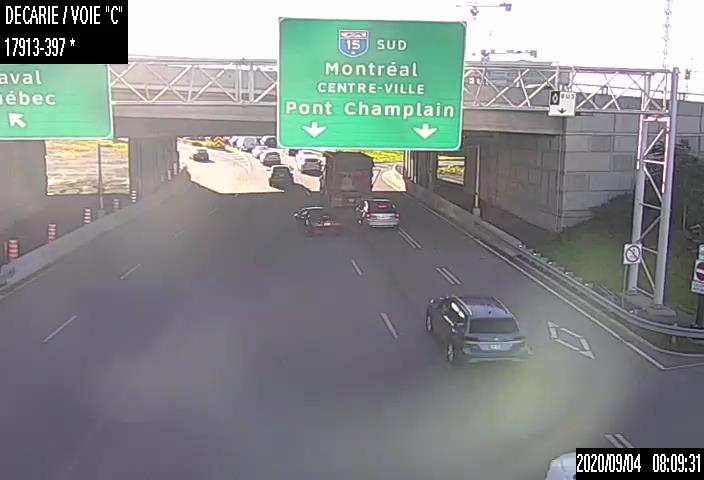 DECARIE / VOIE "C"
17913-397 *
aval
ébec
15 SUD
Montréal
CENTRE-VILLE
Pont Champlain
BUS
2020/09/04 08:09:31